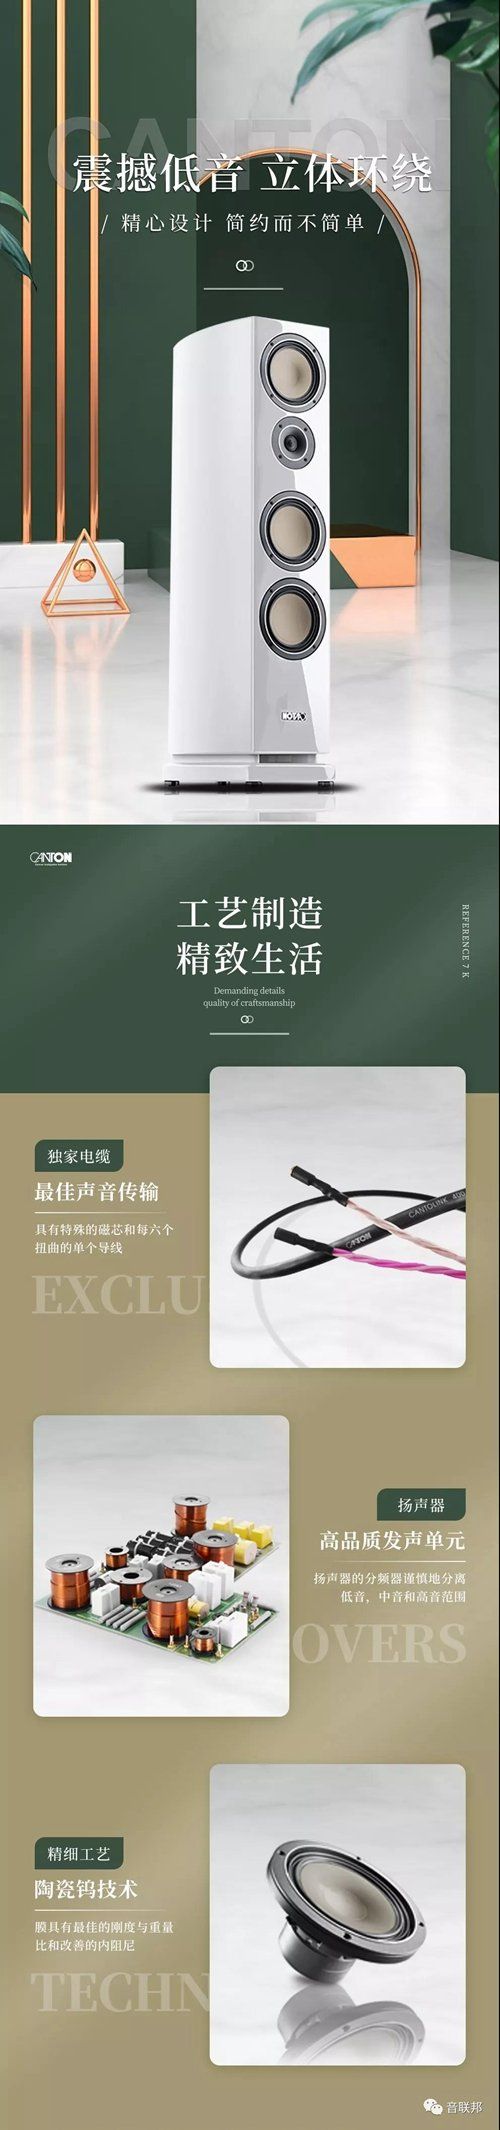 CANTON
震撼低音 立体环绕
/ 精心设计 简约而不简单 /
CANTON
工艺制造
精致生活
Demanding details
quality of craftsmanship
REFERENCE 7 K
独家电缆
最佳声音传输
具有特殊的磁芯和每六个
扭曲的单个导线
EXCLU
CANTOLINK 400
CANTON
扬声器
高品质发声单元
扬声器的分频器谨慎地分离
低音，中音和高音范围
OVERS
精细工艺
陶瓷钨技术
膜具有最佳的刚度与重量
比和改善的内阻尼
TECHN
音联邦